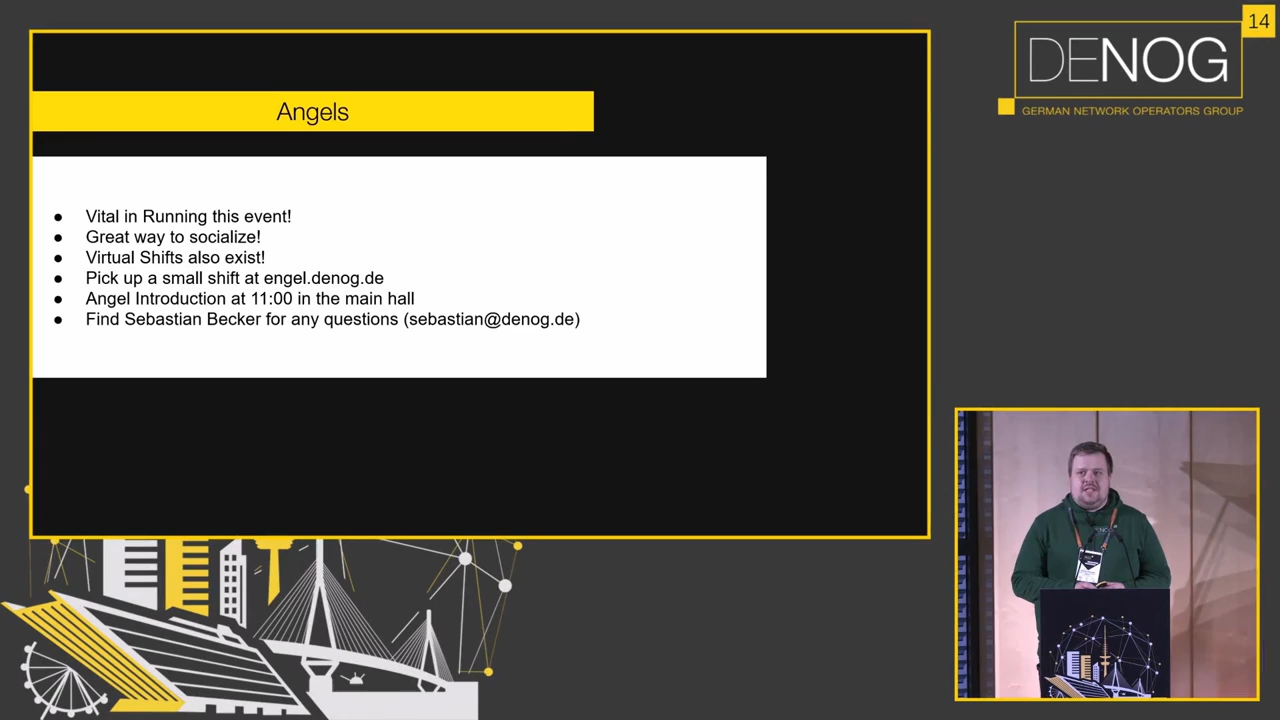 14
DENOG
GERMAN NETWORK OPERATORS GROUP
Angels
● Vital in Running this event!
● Great way to socialize!
● Virtual Shifts also exist!
● Pick up a small shift at engel.denog.de
● Angel Introduction at 11:00 in the main hall
● Find Sebastian Becker for any questions (sebastian@denog.de)